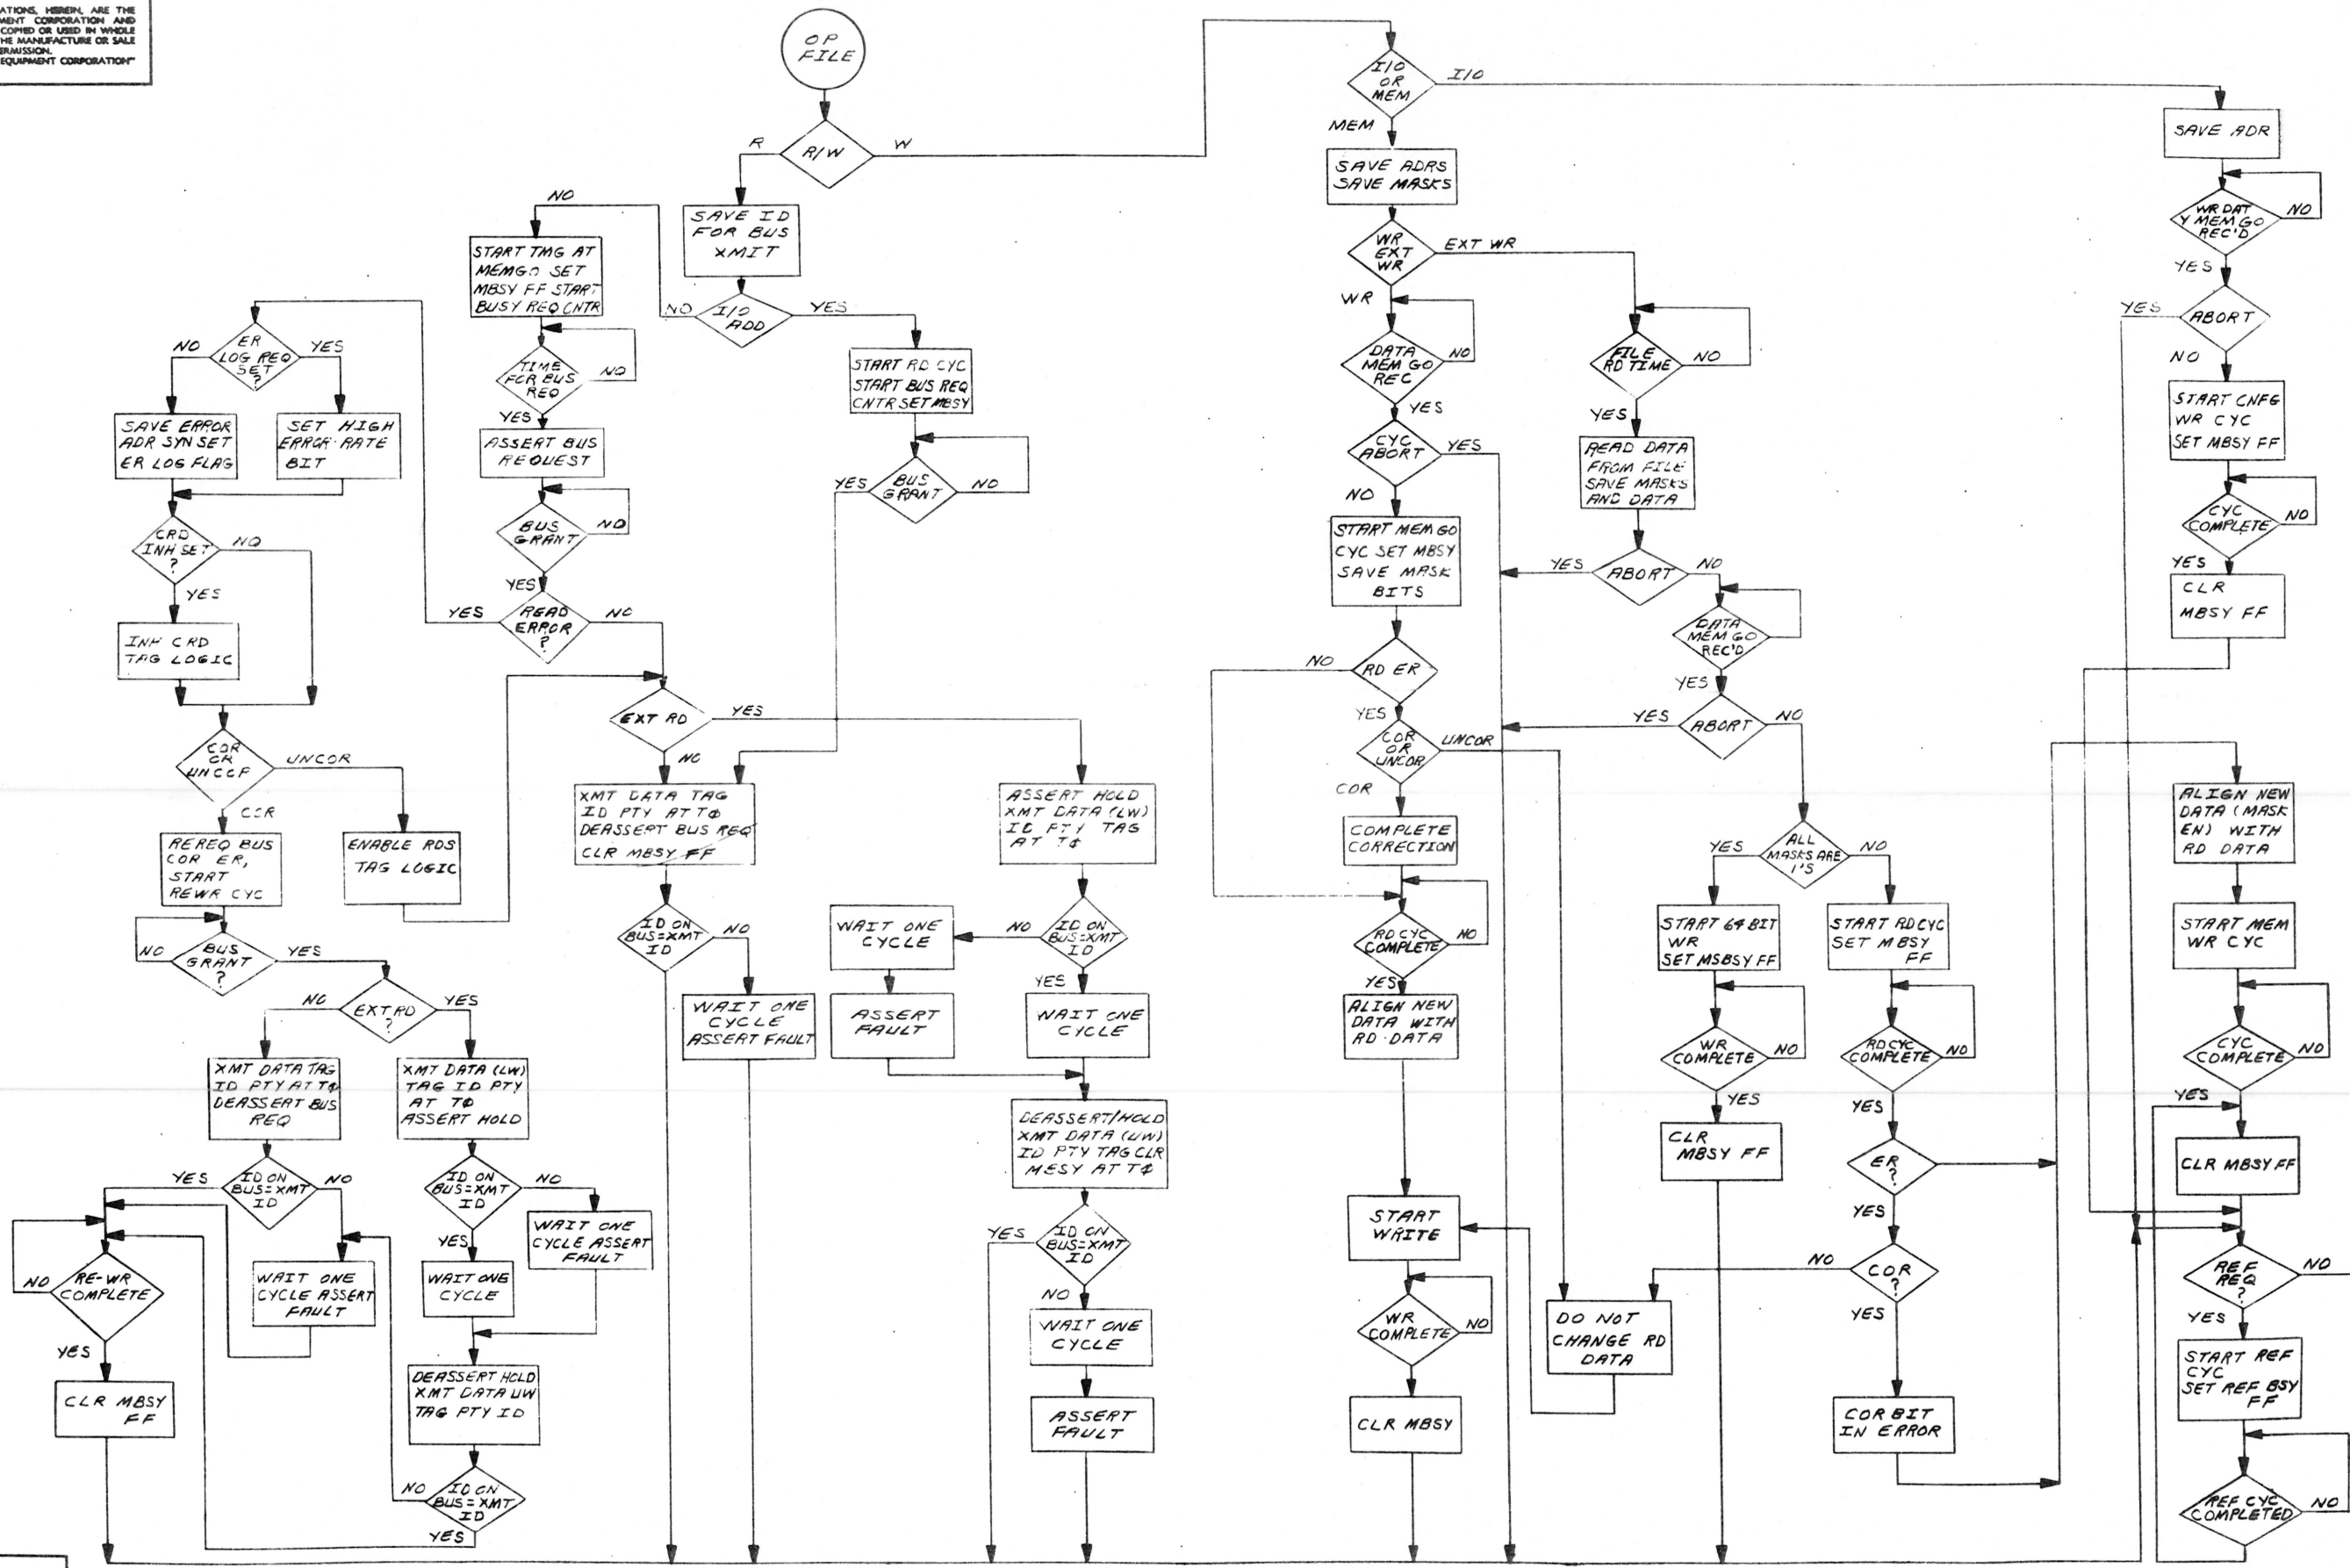 ATIONS, HEREIN, ARE THE
MENT CORPORATION AND
COPIED OR USED IN WHOLE
THE MANUFACTURE OR SALE
ERMISSION.
EQUIPMENT CORPORATION"
OP
FILE
R/W
R
W
SAVE ID
FOR BUS
XMIT
I/O
ADD
NO
YES
NO
START TMG AT
MEMGO SET
MBSY FF START
BUSY REQ CNTR
TIME
FOR BUS
REQ
NO
YES
ASSERT BUS
REQUEST
BUS
GRANT
NO
YES
READ
ERROR
?
YES
NO
START RD CYC
START BUS REQ
CNTR SET MBSY
BUS
GRANT
YES
NO
ER
LOG REQ
SET
?
NO
YES
SAVE ERROR
ADR SYN SET
ER LOG FLAG
SET HIGH
ERROR-RATE
BIT
CRD
INH SET
?
NO
YES
INH CRD
TAG LOGIC
COR
OR
UNCOR
UNCOR
COR
REREQ BUS
COR ER,
START
REWR CYC
ENABLE RDS
TAG LOGIC
BUS
GRANT
?
NO
YES
EXT RD
?
NO
YES
XMT DATA TAG
ID PTY AT TØ
DEASSERT BUS
REQ
XMT DATA (LW)
TAG ID PTY
AT TØ
ASSERT HOLD
ID ON
BUS=XMT
ID
YES
NO
ID ON
BUS=XMT
ID
NO
YES
WAIT ONE
CYCLE ASSERT
FAULT
WAIT ONE
CYCLE
WAIT ONE
CYCLE ASSERT
FAULT
RE-WR
COMPLETE
NO
YES
CLR MBSY
FF
DEASSERT HOLD
XMT DATA UW
TAG PTY ID
ID ON
BUS=XMT
ID
NO
YES
EXT RD
YES
NO
XMT DATA TAG
ID PTY AT TØ
DEASSERT BUS REQ
CLR MBSY FF
ID ON
BUS=XMT
ID
NO
WAIT ONE
CYCLE
ASSERT FAULT
ASSERT HOLD
XMT DATA (LW)
ID PTY TAG
AT TØ
ID ON
BUS=XMT
ID
NO
YES
WAIT ONE
CYCLE
ASSERT
FAULT
WAIT ONE
CYCLE
DEASSERT/HOLD
XMT DATA (UW)
ID PTY TAG CLR
MBSY AT TØ
ID ON
BUS=XMT
ID
YES
NO
WAIT ONE
CYCLE
ASSERT
FAULT
I/O
OR
MEM
I/O
MEM
SAVE ADRS
SAVE MASKS
WR
EXT
WR
EXT WR
WR
DATA
MEM GO
REC
NO
YES
CYC
ABORT
YES
NO
START MEM GO
CYC SET MBSY
SAVE MASK
BITS
RD ER
NO
YES
COR
OR
UNCOR
UNCOR
COR
COMPLETE
CORRECTION
RD CYC
COMPLETE
NO
YES
ALIGN NEW
DATA WITH
RD DATA
START
WRITE
WR
COMPLETE
NO
YES
CLR MBSY
FILE
RD TIME
NO
YES
READ DATA
FROM FILE
SAVE MASKS
AND DATA
ABORT
YES
NO
DATA
MEM GO
REC'D
YES
ABORT
YES
NO
ALL
MASKS ARE
1'S
YES
NO
START 64 BIT
WR
SET MSBSY FF
START RD CYC
SET MBSY
FF
WR
COMPLETE
NO
YES
CLR
MBSY FF
RD CYC
COMPLETE
NO
YES
ER
?
YES
COR
?
NO
YES
DO NOT
CHANGE RD
DATA
COR BIT
IN ERROR
SAVE ADR
WR DAT
Y MEM GO
REC'D
NO
YES
ABORT
YES
NO
START CNFG
WR CYC
SET MBSY FF
CYC
COMPLETE
NO
YES
CLR
MBSY FF
ALIGN NEW
DATA (MASK
EN) WITH
RD DATA
START MEM
WR CYC
CYC
COMPLETE
NO
YES
CLR MBSY FF
REF
REQ
?
NO
YES
START REF
CYC
SET REF BSY
FF
REF CYC
COMPLETED
NO